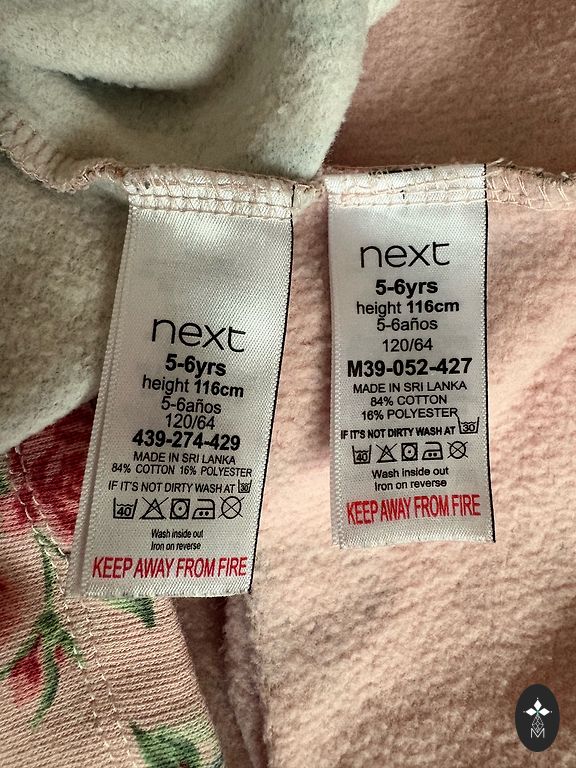 next
5-6yrs
height 116cm
5-6años
120/64
439-274-429
MADE IN SRI LANKA
84% COTTON 16% POLYESTER
IF IT'S NOT DIRTY WASH AT 30
40
Wash inside out
Iron on reverse
KEEP AWAY FROM FIRE
next
5-6yrs
height 116cm
5-6años
120/64
M39-052-427
MADE IN SRI LANKA
84% COTTON
16% POLYESTER
IF IT'S NOT DIRTY WASH AT 30
40
Wash inside out
Iron on reverse
KEEP AWAY FROM FIRE
M